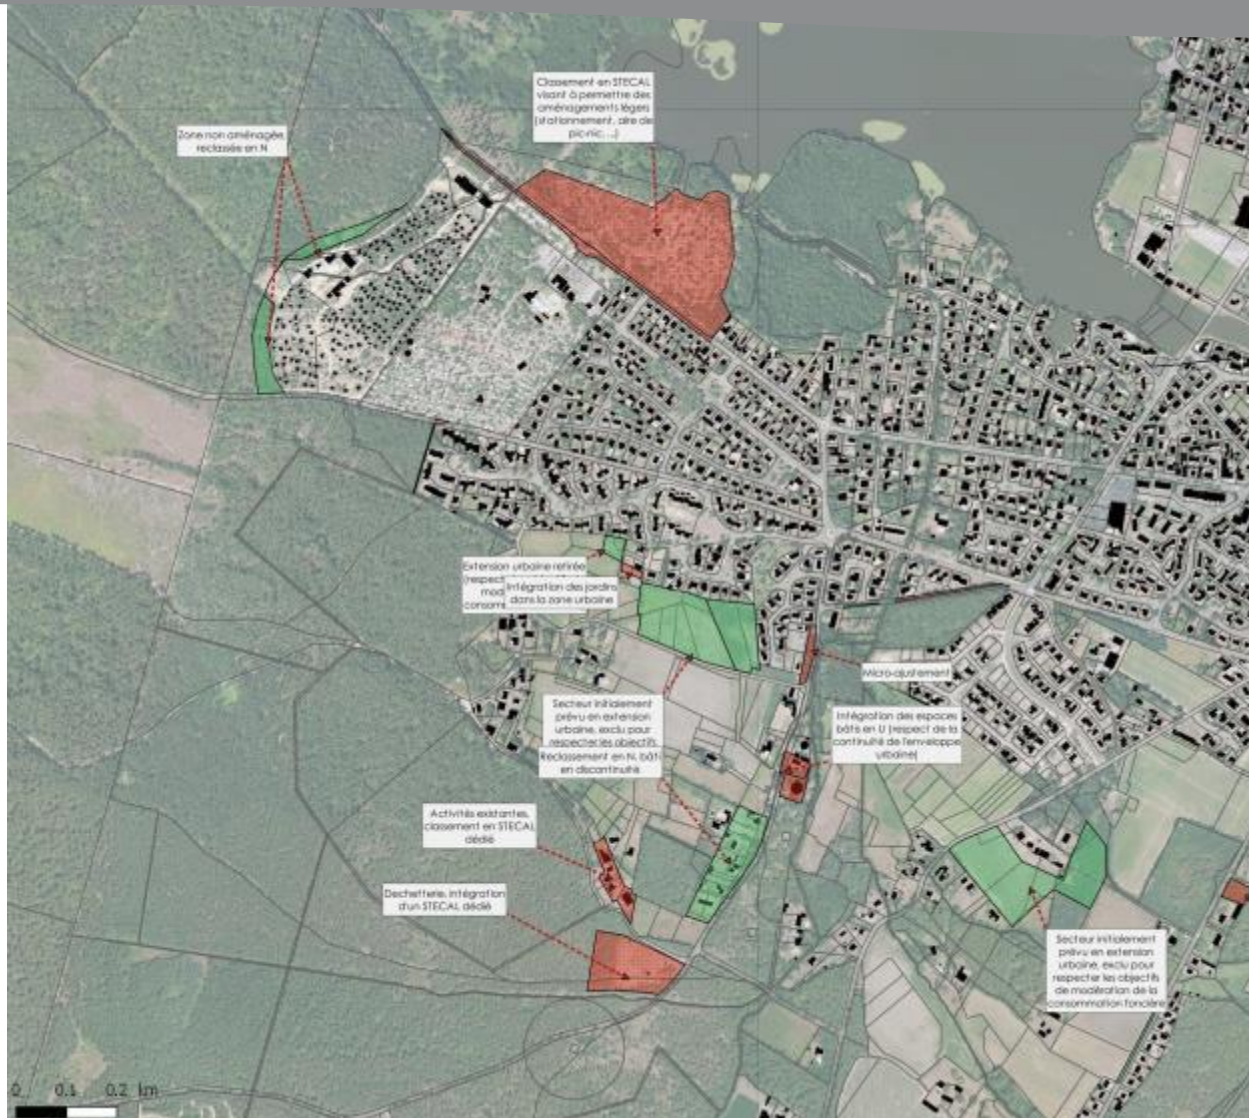 Classement en STECAL
visant à permettre des
aménagements légers
(stationnement, aire de
pic-nic, ...)
Zone non aménagée,
reclassée en N
Extension urbaine retirée
(respect
mod
consomm
Intégration des jardins
dans la zone urbaine
Micro-ajustement
Secteur initialement
prévu en extension
urbaine, exclu pour
respecter les objectifs
Reclassement en N, bâti
en discontinuité
Intégration des espaces
bâtis en U (respect de la
continuité de l'enveloppe
urbaine)
Activités existantes,
classement en STECAL
dédié
Dechetterie, intégration
d'un STECAL dédié
Secteur initialement
prévu en extension
urbaine, exclu pour
respecter les objectifs
de modération de la
consommation foncière
0 0.1 0.2 km